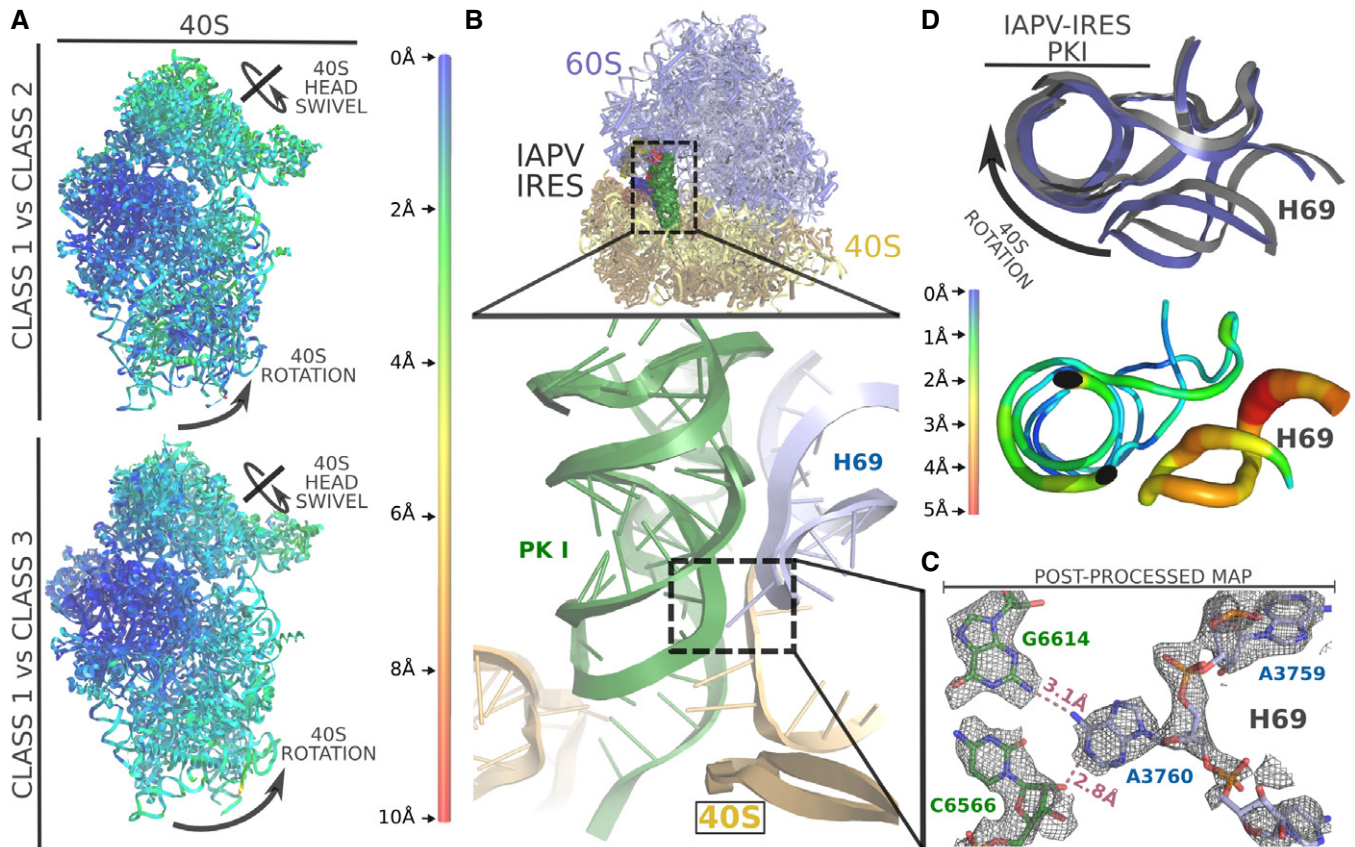 A
40S
CLASS 1 vs CLASS 2
40S
HEAD
SWIVEL
40S
ROTATION
CLASS 1 vs CLASS 3
40S
HEAD
SWIVEL
40S
ROTATION
0Å
2Å
4Å
6Å
8Å
10Å
B
60S
IAPV
IRES
40S
PK I
H69
40S
D
IAPV-IRES
PKI
H69
40S
ROTATION
0Å
1Å
2Å
3Å
4Å
5Å
H69
C
POST-PROCESSED MAP
G6614
A3759
3.1Å
H69
A3760
2.8Å
C6566